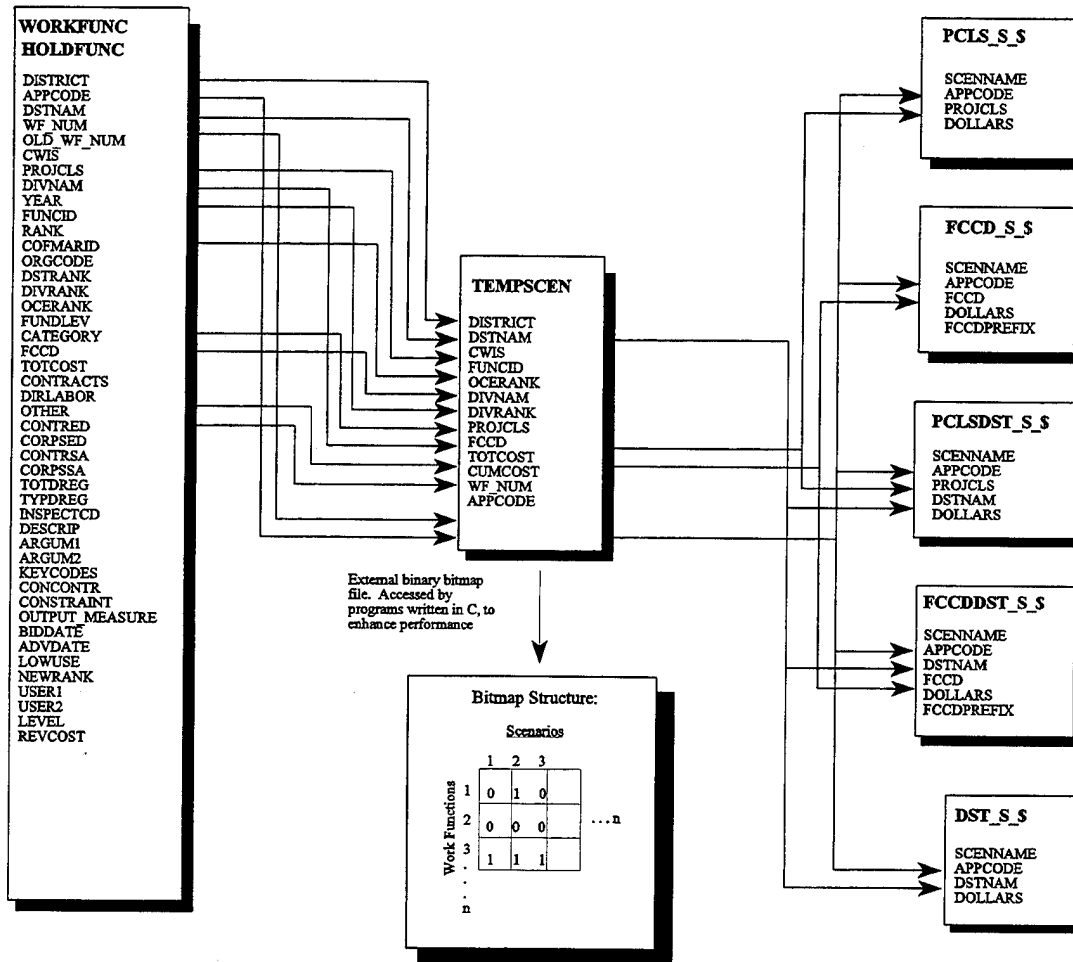 WORKFUNC
HOLDFUNC
DISTRICT
APPCODE
DSTNAM
WF_NUM
OLD_WF_NUM
CWIS
PROJCLS
DIVNAM
YEAR
FUNCID
RANK
COFMARID
ORGCODE
DSTRANK
DIVRANK
OCERANK
FUNDLEV
CATEGORY
FCCD
TOTCOST
CONTRACTS
DIRLABOR
OTHER
CONTRED
CORPSED
CONTRSA
CORPSSA
TOTDREG
TYPDREG
INSPECTCD
DESCRIP
ARGUM1
ARGUM2
KEYCODES
CONCONTR
CONSTRAINT
OUTPUT_MEASURE
BIDDATE
ADVDATE
LOWUSE
NEWRANK
USER1
USER2
LEVEL
REVCOST
TEMPSCEN
DISTRICT
DSTNAM
CWIS
FUNCID
OCERANK
DIVNAM
DIVRANK
PROJCLS
FCCD
TOTCOST
CUMCOST
WF_NUM
APPCODE
External binary bitmap
file. Accessed by
programs written in C, to
enhance performance
Bitmap Structure:
Scenarios
1 2 3
Work Functions
1 0 1 0
2 0 0 0 ...n
3 1 1 1
.
.
.
n
PCLS_S_$
SCENNAME
APPCODE
PROJCLS
DOLLARS
FCCD_S_$
SCENNAME
APPCODE
FCCD
DOLLARS
FCCDPREFIX
PCLSDST_S_$
SCENNAME
APPCODE
PROJCLS
DSTNAM
DOLLARS
FCCDDST_S_$
SCENNAME
APPCODE
DSTNAM
FCCD
DOLLARS
FCCDPREFIX
DST_S_$
SCENNAME
APPCODE
DSTNAM
DOLLARS